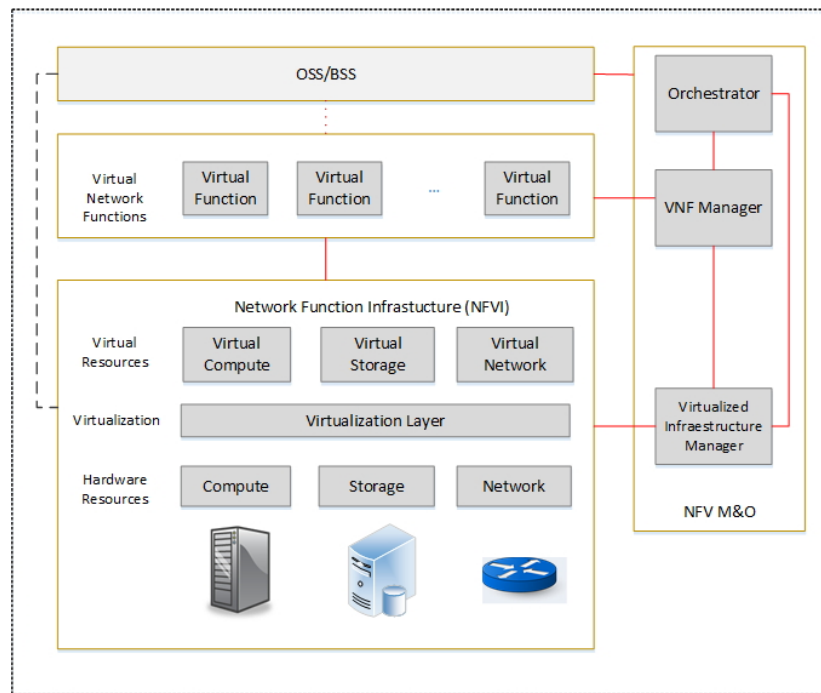 OSS/BSS
Orchestrator
Virtual
Network
Functions
Virtual
Function
Virtual
Function
...
Virtual
Function
VNF Manager
Network Function Infrastucture (NFVI)
Virtual
Resources
Virtual
Compute
Virtual
Storage
Virtual
Network
Virtualization
Virtualization Layer
Virtualized
Infraestructure
Manager
Hardware
Resources
Compute
Storage
Network
NFV M&O